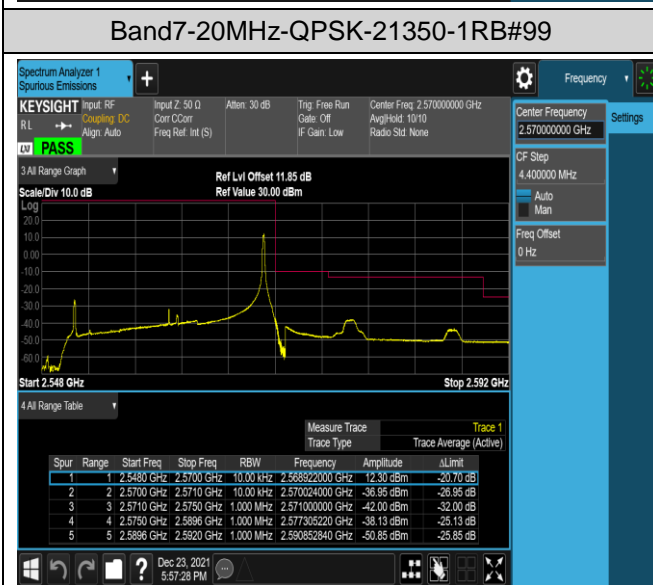 Band7-20MHz-QPSK-21350-1RB#99
Spectrum Analyzer 1
Spurious Emissions
Frequency
KEYSIGHT
Input: RF
Input Z: 50 Ω
Atten: 30 dB
Trig: Free Run
Center Freq: 2.570000000 GHz
RL
Coupling: DC
Corr CCorr
Gate: Off
Avg|Hold: 10/10
Align: Auto
Freq Ref: Int (S)
IF Gain: Low
Radio Std: None
LXI
PASS
Center Frequency
2.570000000 GHz
Settings
CF Step
4.400000 MHz
Auto
Man
Freq Offset
0 Hz
3 All Range Graph
Ref Lvl Offset 11.85 dB
Scale/Div 10.0 dB
Ref Value 30.00 dBm
Log
20.0
10.0
0.00
-10.0
-20.0
-30.0
-40.0
-50.0
-60.0
Start 2.548 GHz
Stop 2.592 GHz
4 All Range Table
Measure Trace Trace 1
Trace Type Trace Average (Active)
Spur Range Start Freq Stop Freq RBW Frequency Amplitude ΔLimit
1 1 2.5480 GHz 2.5700 GHz 10.00 kHz 2.568922000 GHz 12.30 dBm -20.70 dB
2 2 2.5700 GHz 2.5710 GHz 10.00 kHz 2.570024000 GHz -36.95 dBm -26.95 dB
3 3 2.5710 GHz 2.5750 GHz 1.000 MHz 2.571000000 GHz -42.00 dBm -32.00 dB
4 4 2.5750 GHz 2.5896 GHz 1.000 MHz 2.577305220 GHz -38.13 dBm -25.13 dB
5 5 2.5896 GHz 2.5920 GHz 1.000 MHz 2.590852840 GHz -50.85 dBm -25.85 dB
?
Dec 23, 2021
5:57:28 PM